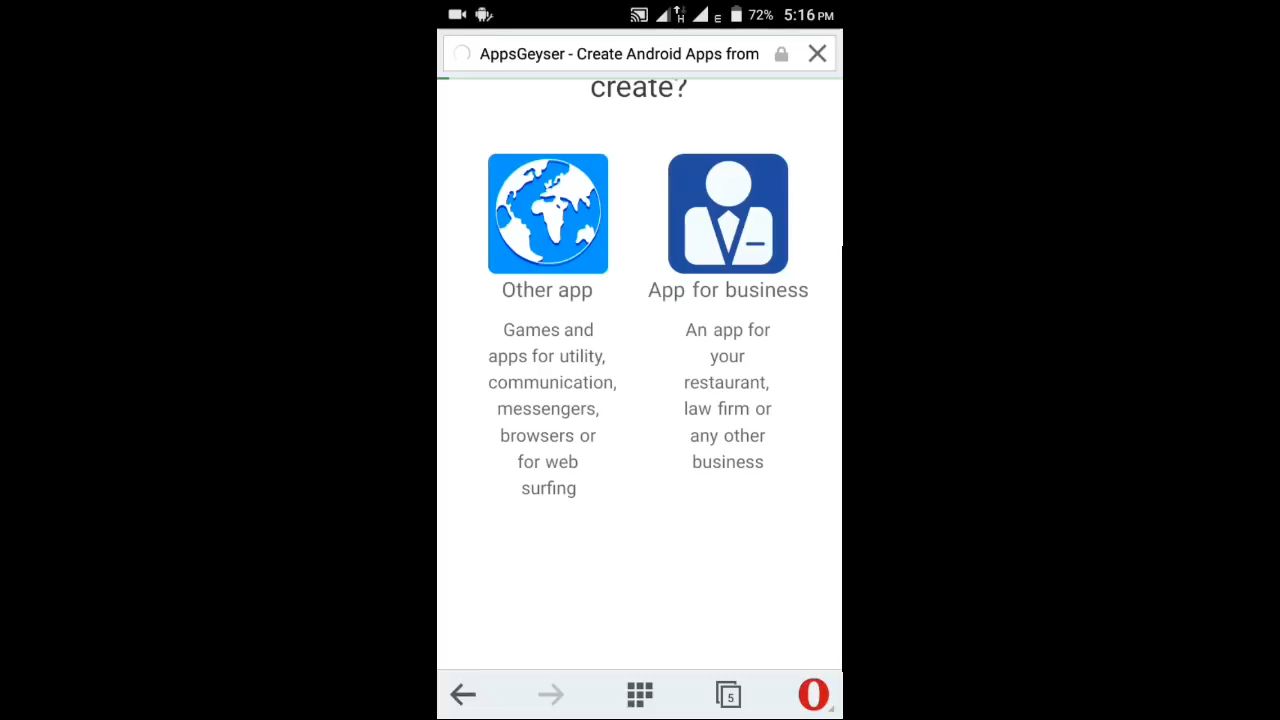 H E 72% 5:16 PM
AppsGeyser - Create Android Apps from
create?
Other app
Games and
apps for utility,
communication,
messengers,
browsers or
for web
surfing
App for business
An app for
your
restaurant,
law firm or
any other
business
5